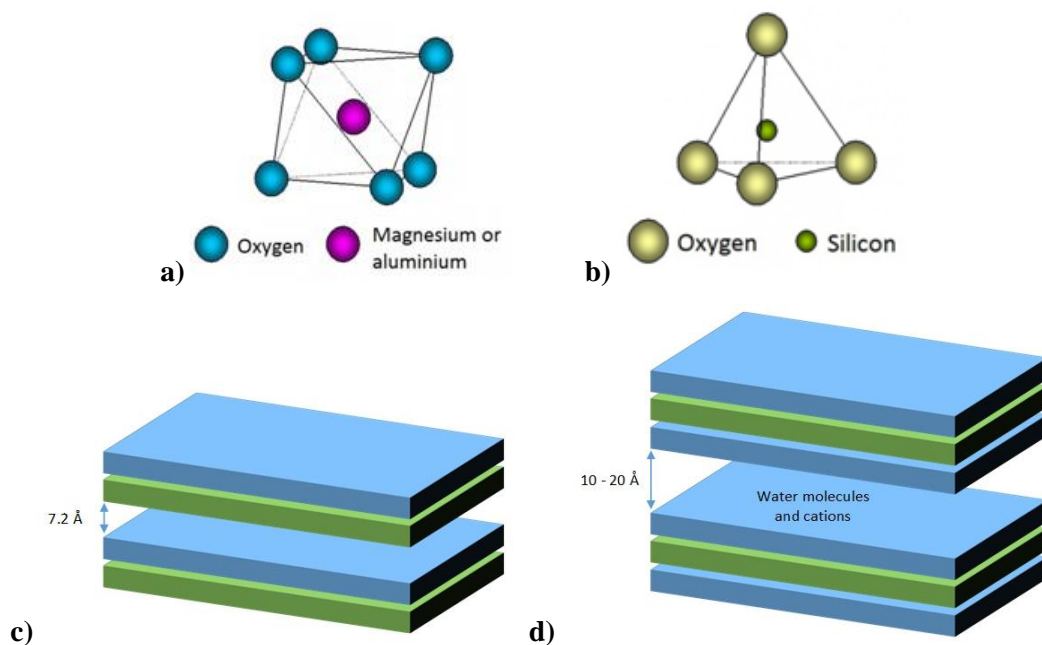 a)
Oxygen
Magnesium or
aluminium
b)
Oxygen
Silicon
c)
7.2 Å
d)
10 - 20 Å
Water molecules
and cations